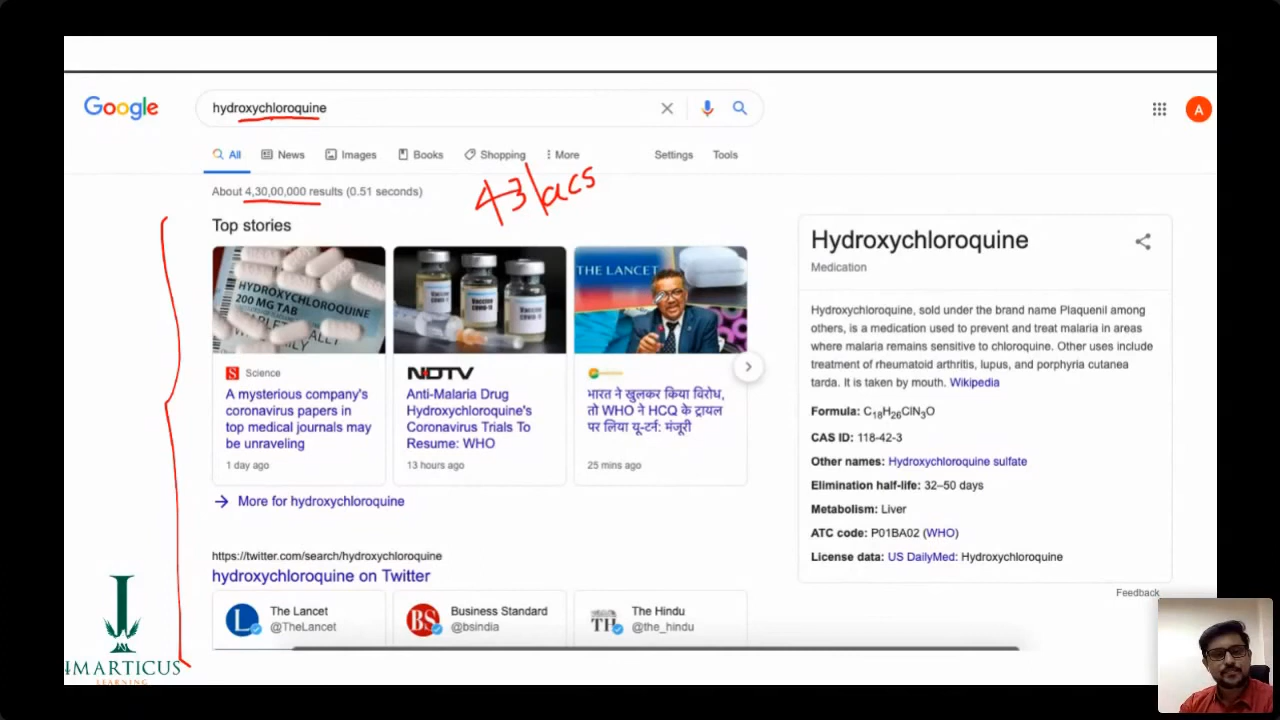 Google
hydroxychloroquine
A
All News Images Books Shopping More Settings Tools
About 4,30,00,000 results (0.51 seconds)
43 lacs
Top stories
HYDROXYCHLOROQUINE
200 MG TAB
Vaccine
COVID-19
THE LANCET
Science
A mysterious company's
coronavirus papers in
top medical journals may
be unraveling
1 day ago
NDTV
Anti-Malaria Drug
Hydroxychloroquine's
Coronavirus Trials To
Resume: WHO
13 hours ago
भारत ने खुलकर किया विरोध,
तो WHO ने HCQ के ट्रायल
पर लिया यू-टर्न: मंजूरी
25 mins ago
More for hydroxychloroquine
https://twitter.com/search/hydroxychloroquine
hydroxychloroquine on Twitter
L
The Lancet
@TheLancet
BS
Business Standard
@bsindia
TH
The Hindu
@the_hindu
Hydroxychloroquine
Medication
Hydroxychloroquine, sold under the brand name Plaquenil among
others, is a medication used to prevent and treat malaria in areas
where malaria remains sensitive to chloroquine. Other uses include
treatment of rheumatoid arthritis, lupus, and porphyria cutanea
tarda. It is taken by mouth. Wikipedia
Formula: C₁₈H₂₆ClN₃O
CAS ID: 118-42-3
Other names: Hydroxychloroquine sulfate
Elimination half-life: 32–50 days
Metabolism: Liver
ATC code: P01BA02 (WHO)
License data: US DailyMed: Hydroxychloroquine
Feedback
IMARTICUS
LEARNING